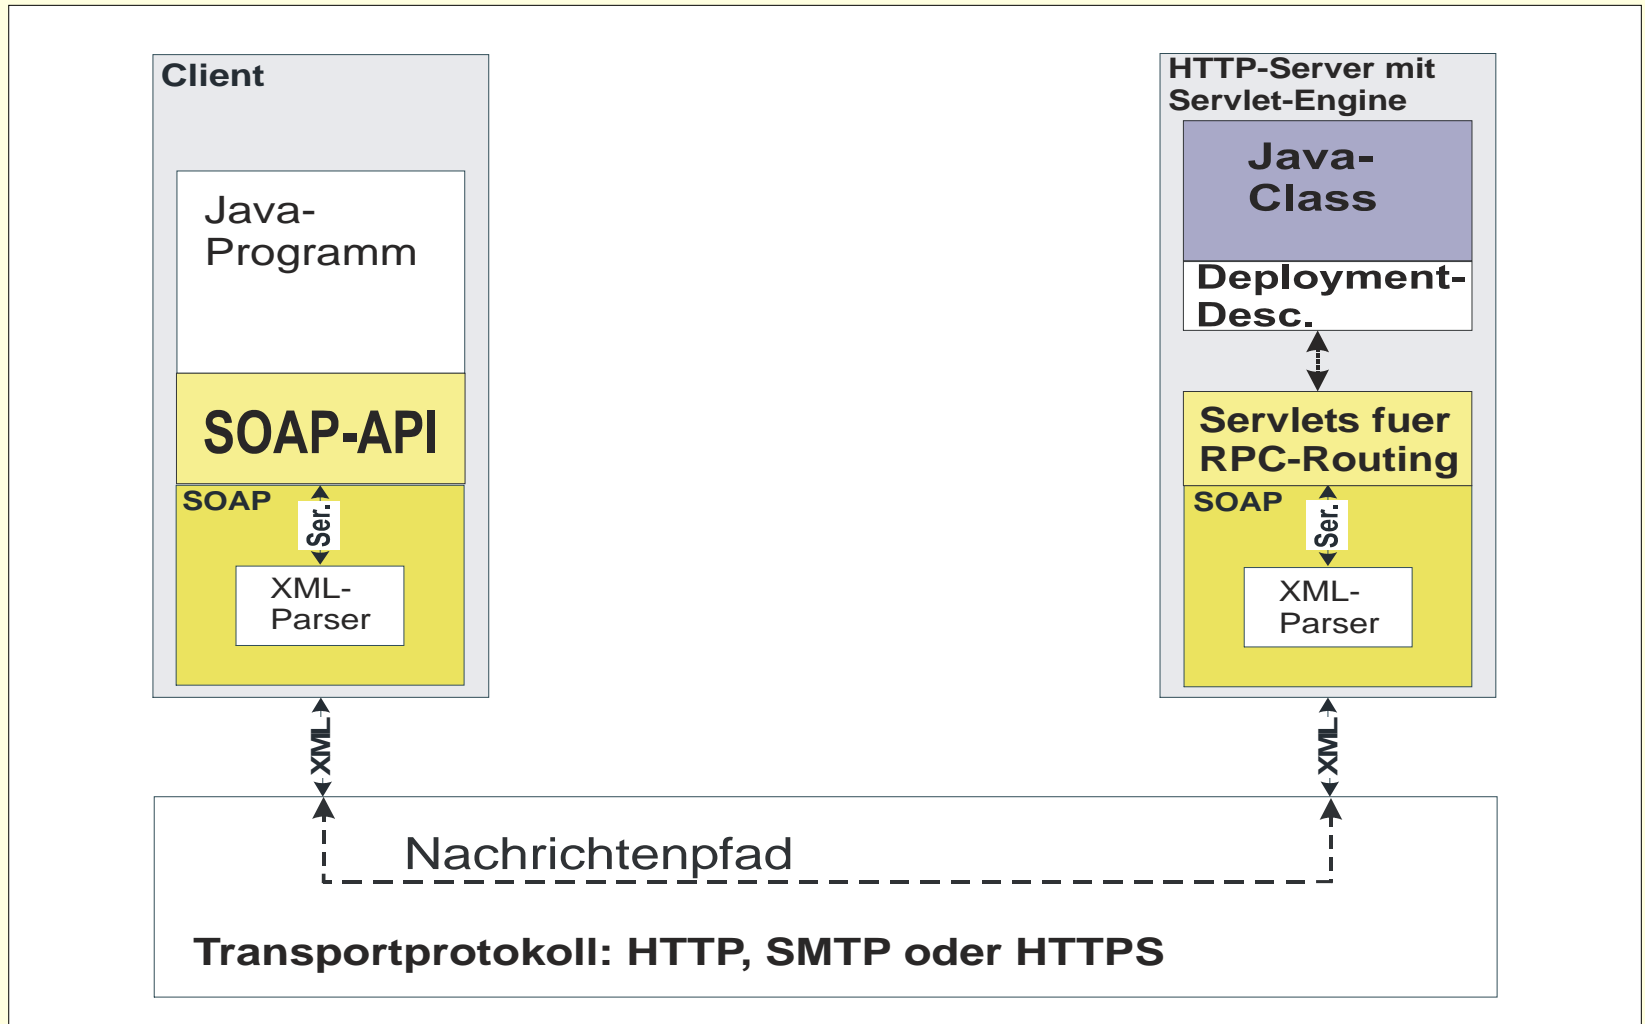 Client
Java-
Programm
SOAP-API
SOAP
Ser.
XML-
Parser
XML
HTTP-Server mit
Servlet-Engine
Java-
Class
Deployment-
Desc.
Servlets fuer
RPC-Routing
SOAP
Ser.
XML-
Parser
XML
Nachrichtenpfad
Transportprotokoll: HTTP, SMTP oder HTTPS